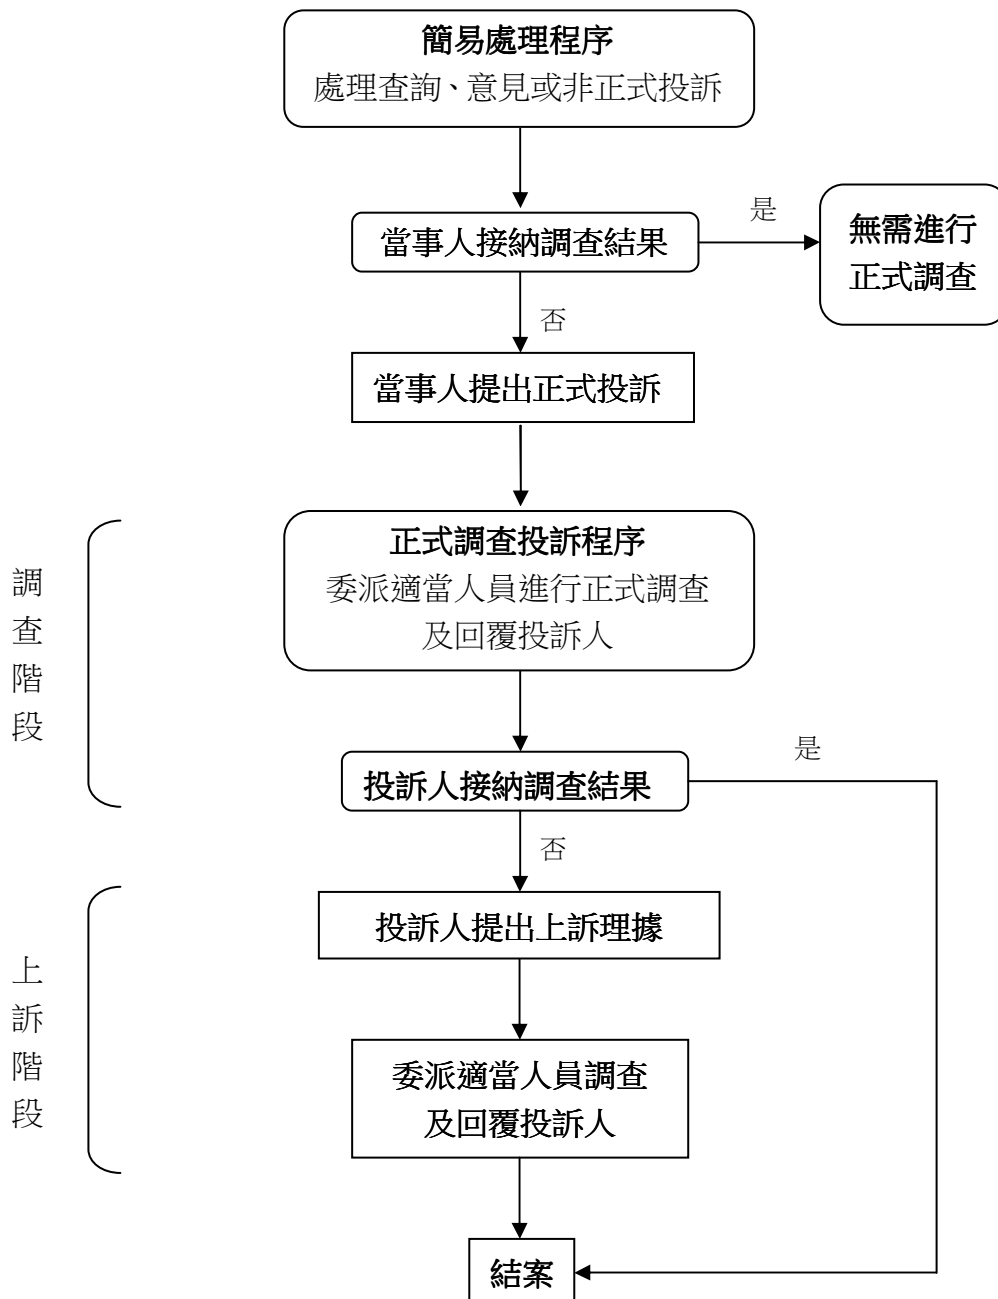 簡易處理程序
處理查詢、意見或非正式投訴
當事人接納調查結果
是
無需進行
正式調查
否
當事人提出正式投訴
調查階段
正式調查投訴程序
委派適當人員進行正式調查
及回覆投訴人
投訴人接納調查結果
是
否
上訴階段
投訴人提出上訴理據
委派適當人員調查
及回覆投訴人
結案